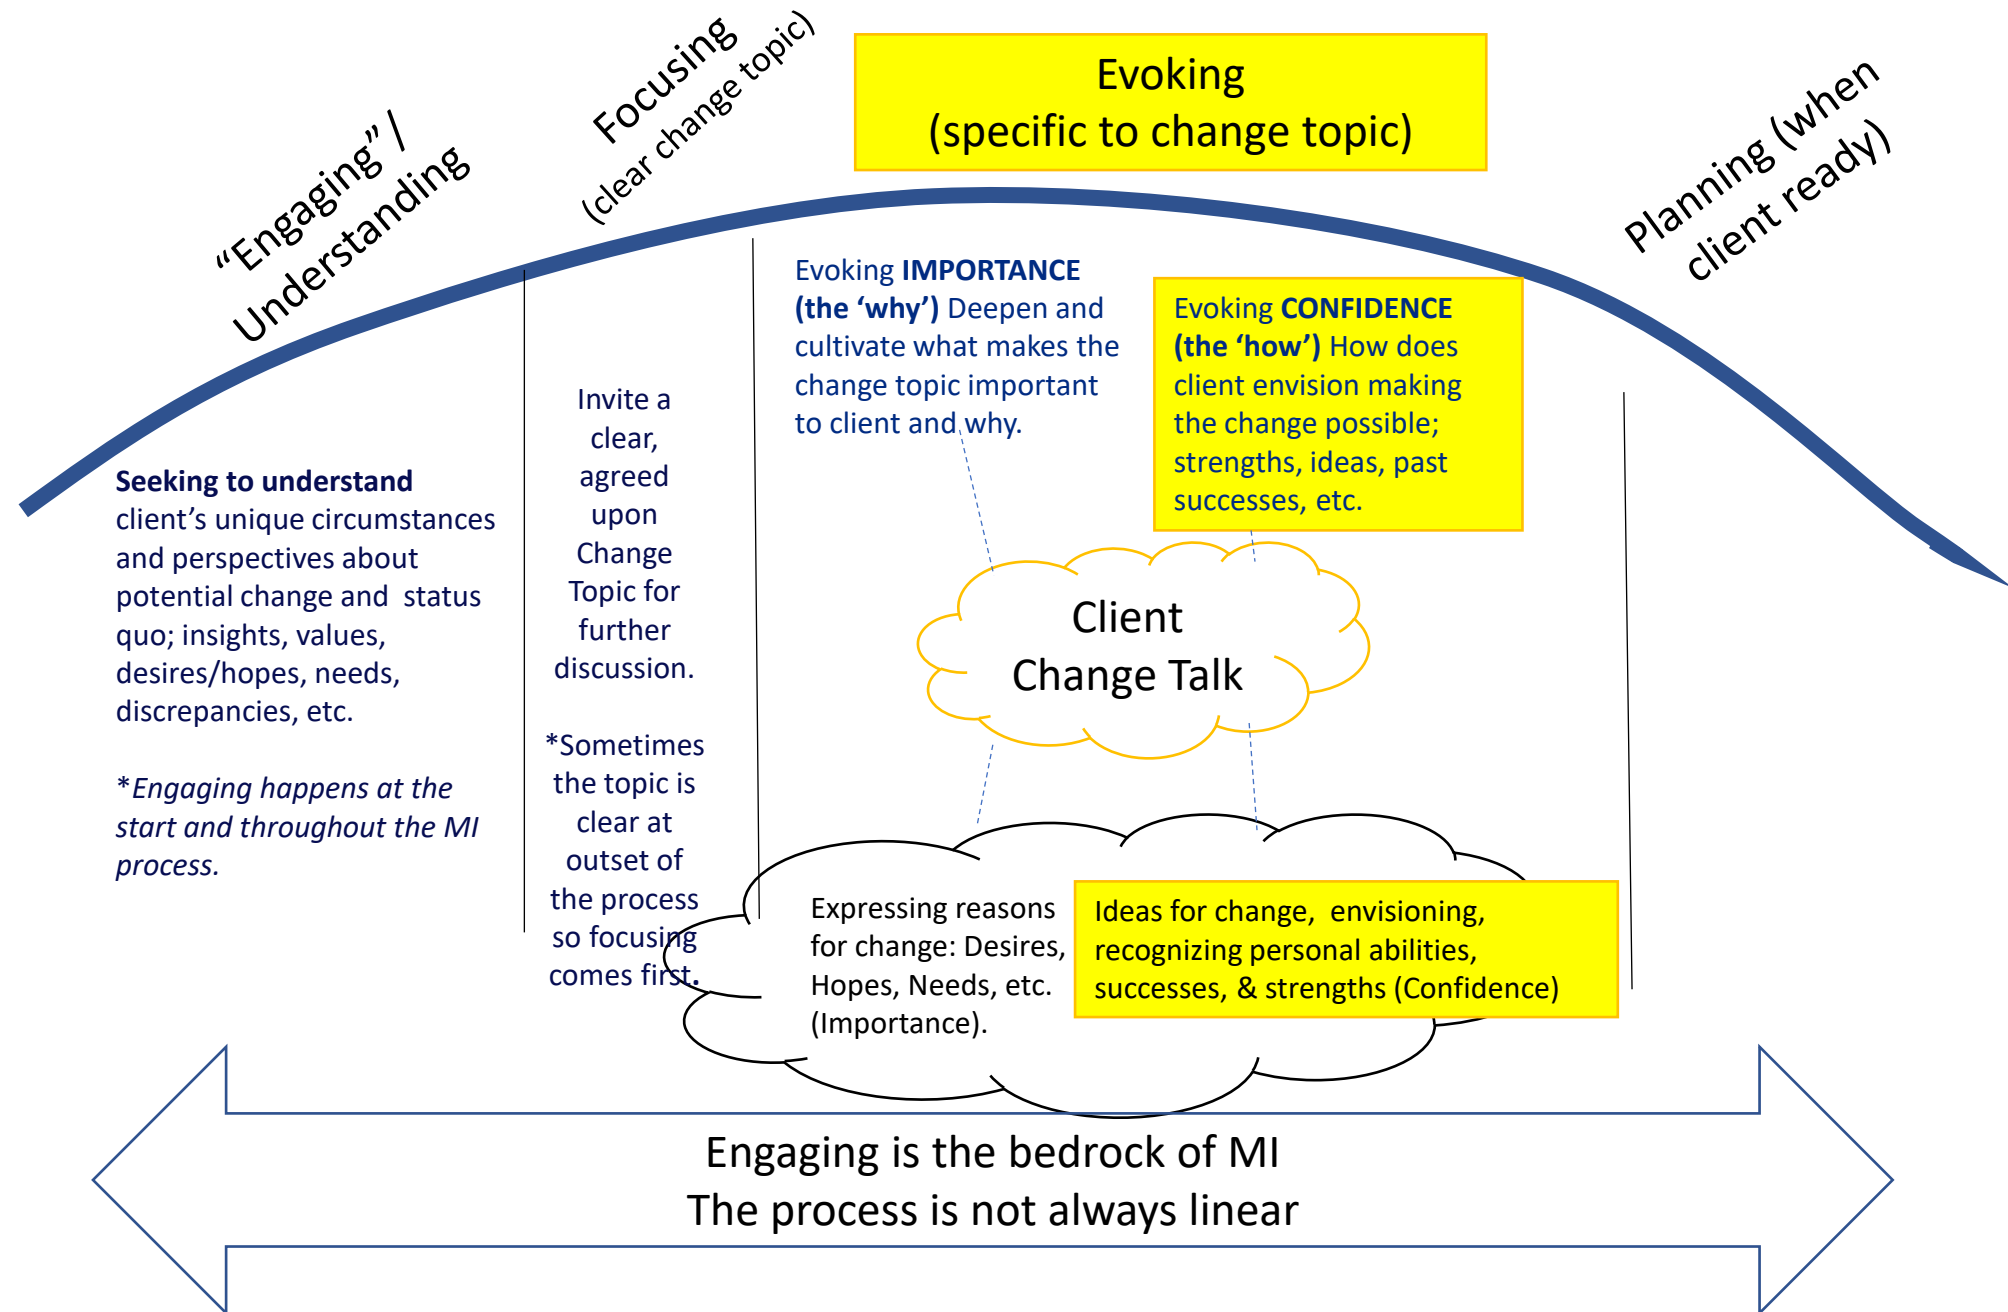 “Engaging”/
Understanding
Focusing
(clear change topic)
Evoking
(specific to change topic)
Planning (when
client ready)
Seeking to understand
client’s unique circumstances
and perspectives about
potential change and  status
quo; insights, values,
desires/hopes, needs,
discrepancies, etc.
*Engaging happens at the
start and throughout the MI
process.
Invite a
clear,
agreed
upon
Change
Topic for
further
discussion.
*Sometimes
the topic is
clear at
outset of
the process
so focusing
comes first.
Evoking IMPORTANCE
(the ‘why’) Deepen and
cultivate what makes the
change topic important
to client and why.
Evoking CONFIDENCE
(the ‘how’) How does
client envision making
the change possible;
strengths, ideas, past
successes, etc.
Client
Change Talk
Expressing reasons
for change: Desires,
Hopes, Needs, etc.
(Importance).
Ideas for change,  envisioning,
recognizing personal abilities,
successes, & strengths (Confidence)
Engaging is the bedrock of MI
The process is not always linear